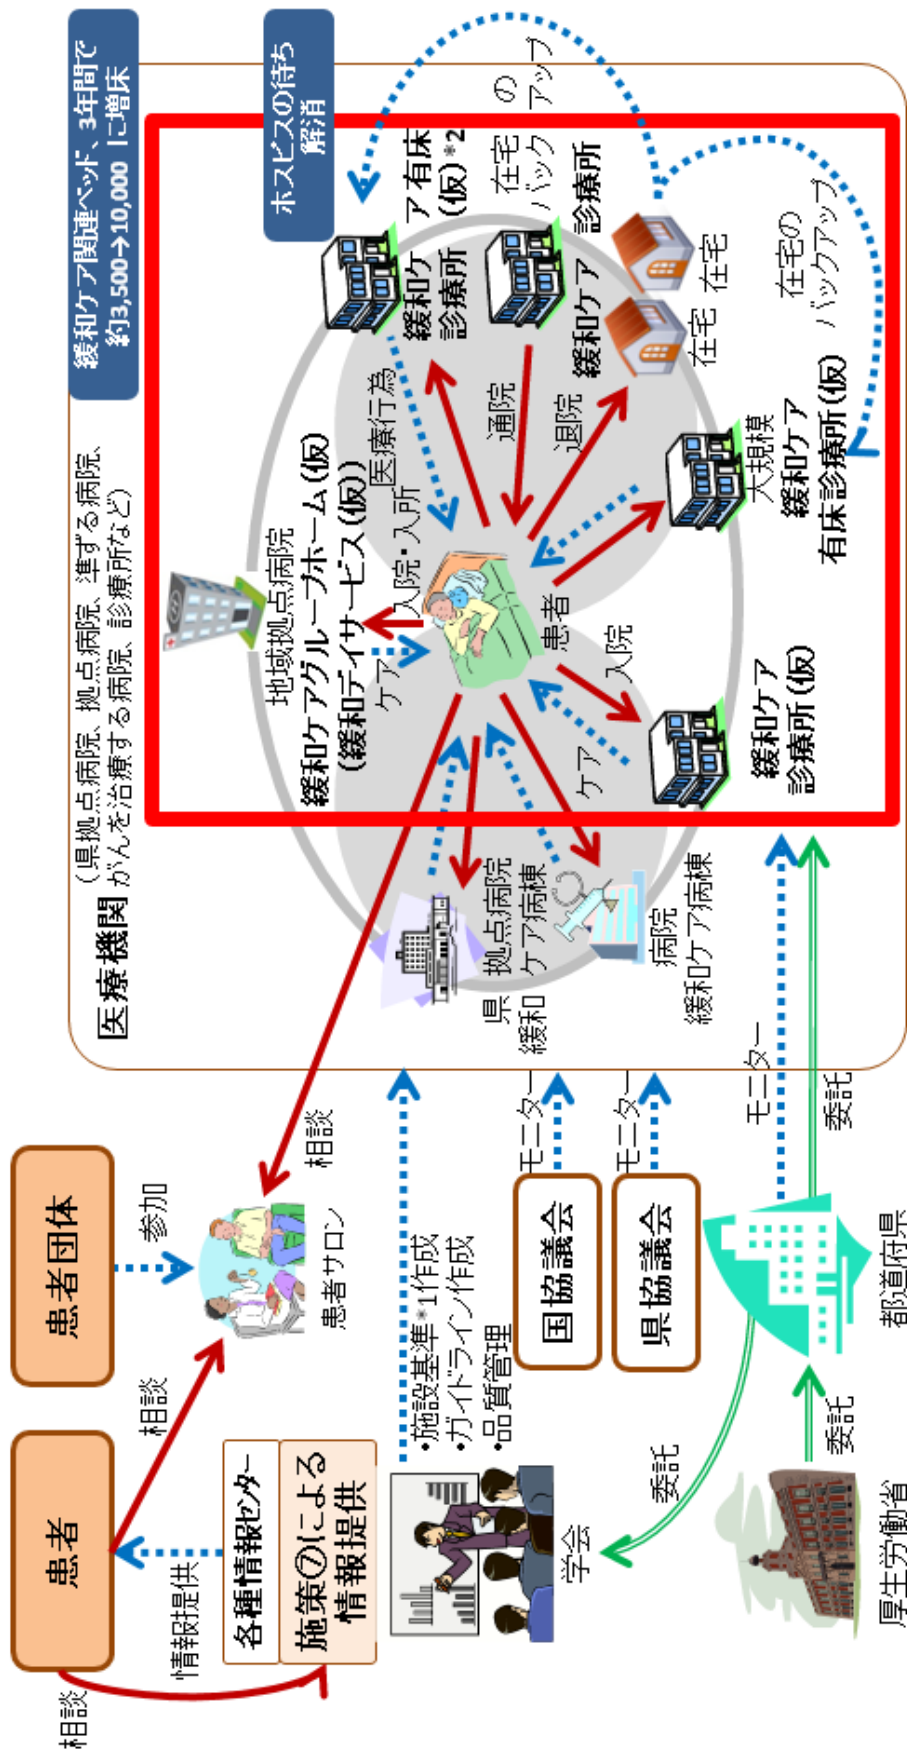 患者
患者団体
相談
情報提供
各種情報センター
施策⑦による
情報提供
相談
参加
患者サロン
相談
学会
・施設基準*1作成
・ガイドライン作成
・品質管理
国協議会
モニター
県協議会
モニター
厚生労働省
委託
都道府県
委託
モニター
委託
医療機関
(県拠点病院、拠点病院、準ずる病院、
がんを治療する病院、診療所など)
緩和ケア関連ベッド、3年間で
約3,500→10,000 に増床
ホスピスの待ち
解消
地域拠点病院
緩和ケアグループホーム(仮)
(緩和デイサービス(仮))
ケア
入院・入所
医療行為
緩和ケア有床
診療所 (仮)*2
在宅の
バックアップ
通院
緩和ケア 診療所
退院
在宅 在宅
患者
県 拠点病院
緩和ケア病棟
病院
緩和ケア病棟
ケア
入院
緩和ケア
診療所(仮)
大規模
緩和ケア
有床診療所(仮)
在宅の
バックアップ